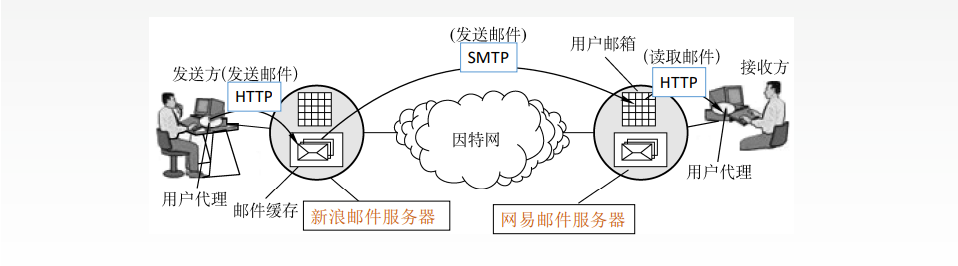 (发送邮件)
SMTP
用户邮箱
(读取邮件)
HTTP
接收方
发送方(发送邮件)
HTTP
因特网
用户代理
邮件缓存
新浪邮件服务器
网易邮件服务器
用户代理